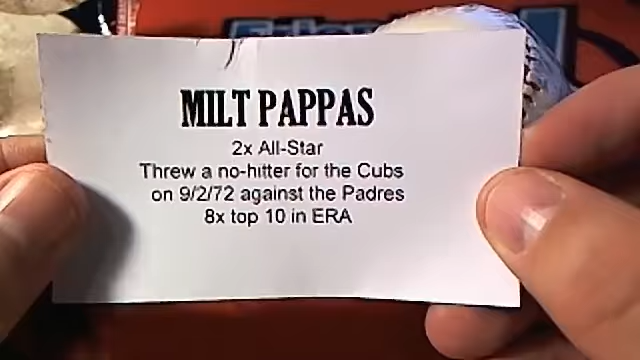 MILT PAPPAS
2x All-Star
Threw a no-hitter for the Cubs
on 9/2/72 against the Padres
8x top 10 in ERA